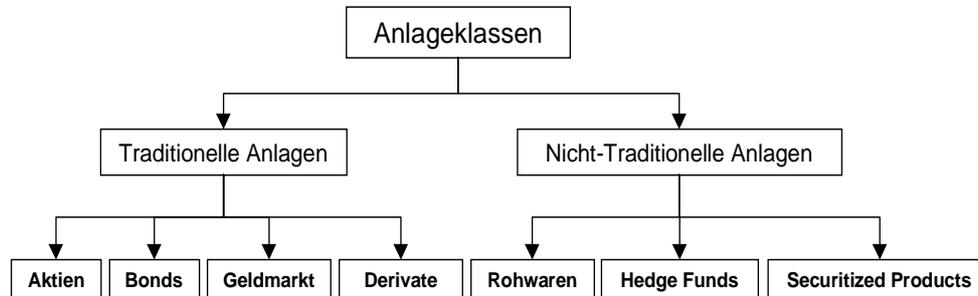 Anlageklassen
Traditionelle Anlagen
Nicht-Traditionelle Anlagen
Aktien
Bonds
Geldmarkt
Derivate
Rohwaren
Hedge Funds
Securitized Products